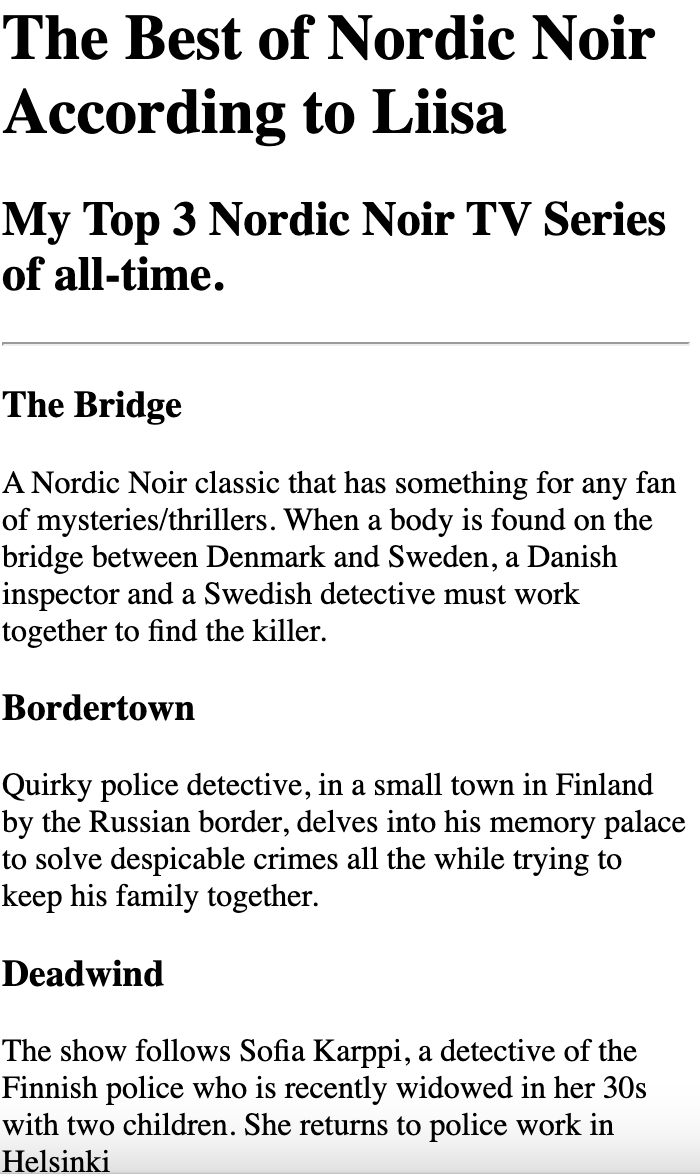 The Best of Nordic Noir
According to Liisa
My Top 3 Nordic Noir TV Series
of all-time.
The Bridge
A Nordic Noir classic that has something for any fan
of mysteries/thrillers. When a body is found on the
bridge between Denmark and Sweden, a Danish
inspector and a Swedish detective must work
together to find the killer.
Bordertown
Quirky police detective, in a small town in Finland
by the Russian border, delves into his memory palace
to solve despicable crimes all the while trying to
keep his family together.
Deadwind
The show follows Sofia Karppi, a detective of the
Finnish police who is recently widowed in her 30s
with two children. She returns to police work in
Helsinki